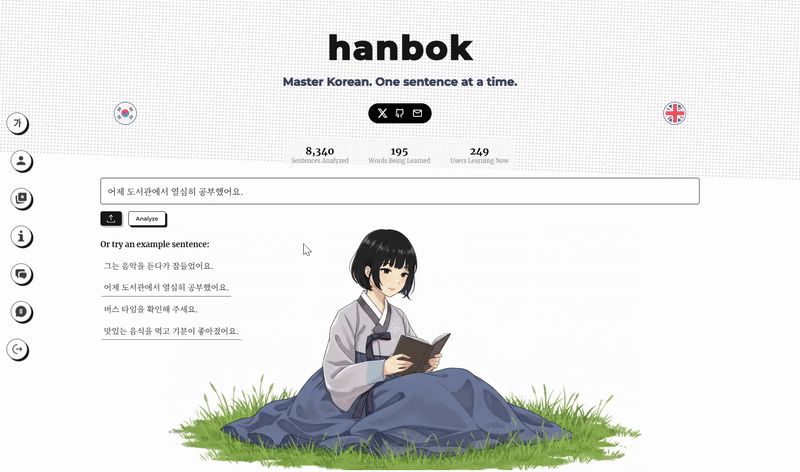 hanbok
Master Korean. One sentence at a time.
8,340 195 249
Sentences Analyzed Words Being Learned Users Learning Now
가
어제 도서관에서 열심히 공부했어요.
Analyze
Or try an example sentence:
그는 음악을 듣다가 잠들었어요.
어제 도서관에서 열심히 공부했어요.
버스 타임을 확인해 주세요.
맛있는 음식을 먹고 기분이 좋아졌어요.